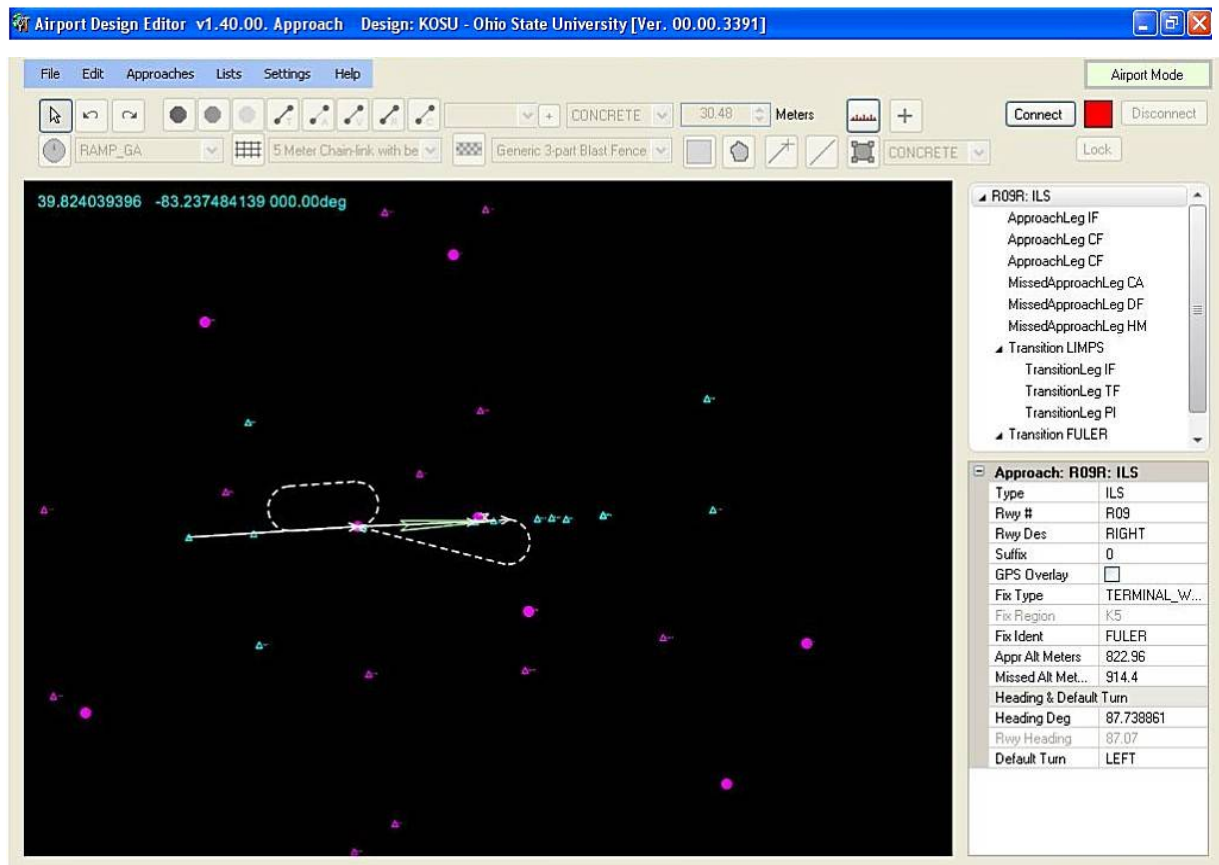 Airport Design Editor v1.40.00. Approach Design: KOSU - Ohio State University [Ver. 00.00.3391]
File Edit Approaches Lists Settings Help
Airport Mode
CONCRETE 30.48 Meters
Connect Disconnect
RAMP_GA 5 Meter Chain-link with be Generic 3-part Blast Fence CONCRETE
Lock
39.824039396 -83.237484139 000.00deg
R09R: ILS
ApproachLeg IF
ApproachLeg CF
ApproachLeg CF
MissedApproachLeg CA
MissedApproachLeg DF
MissedApproachLeg HM
Transition LIMPS
TransitionLeg IF
TransitionLeg TF
TransitionLeg PI
Transition FULER
Approach: R09R: ILS
Type ILS
Rwy # R09
Rwy Des RIGHT
Suffix 0
GPS Overlay
Fix Type TERMINAL_W...
Fix Region K5
Fix Ident FULER
Appr Alt Meters 822.96
Missed Alt Met... 914.4
Heading & Default Turn
Heading Deg 87.738861
Rwy Heading 87.07
Default Turn LEFT